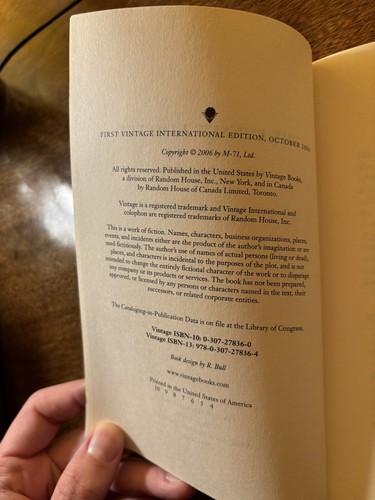 FIRST VINTAGE INTERNATIONAL EDITION, OCTOBER 2006
Copyright © 2006 by M-71, Ltd.
All rights reserved. Published in the United States by Vintage Books,
a division of Random House, Inc., New York, and in Canada
by Random House of Canada Limited, Toronto.
Vintage is a registered trademark and Vintage International and
colophon are registered trademarks of Random House, Inc.
This is a work of fiction. Names, characters, business organizations, places,
events, and incidents either are the product of the author's imagination or are
used fictitiously. The author's use of names of actual persons (living or dead),
places, and characters is incidental to the purposes of the plot, and is not
intended to change the entirely fictional character of the work or to disparage
any company or its products or services. The book has not been prepared,
approved, or licensed by any persons or characters named in the text, their
successors, or related corporate entities.
The Cataloging-in-Publication Data is on file at the Library of Congress.
Vintage ISBN-10: 0-307-27836-0
Vintage ISBN-13: 978-0-307-27836-4
Book design by R. Bull
www.vintagebooks.com
Printed in the United States of America
10 9 8 7 6 5 4